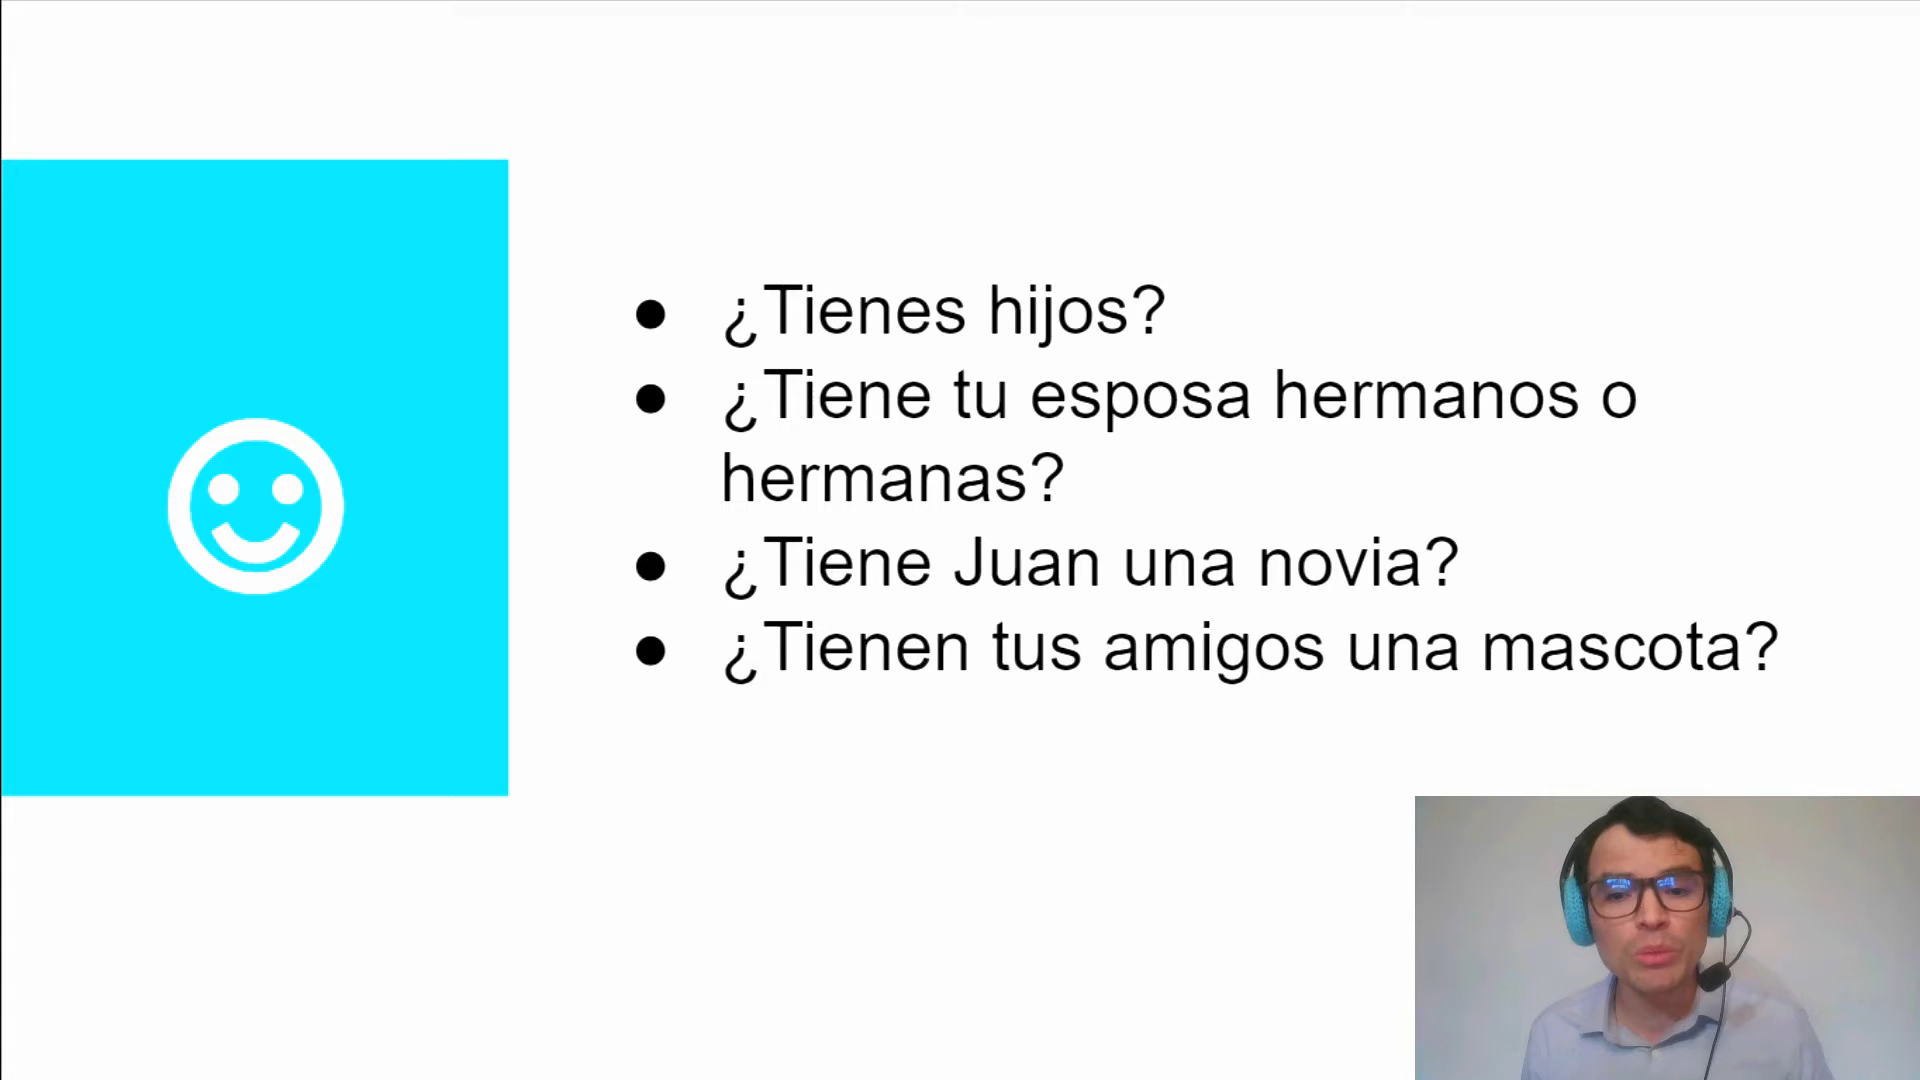 ● ¿Tienes hijos?
● ¿Tiene tu esposa hermanos o
hermanas?
● ¿Tiene Juan una novia?
● ¿Tienen tus amigos una mascota?